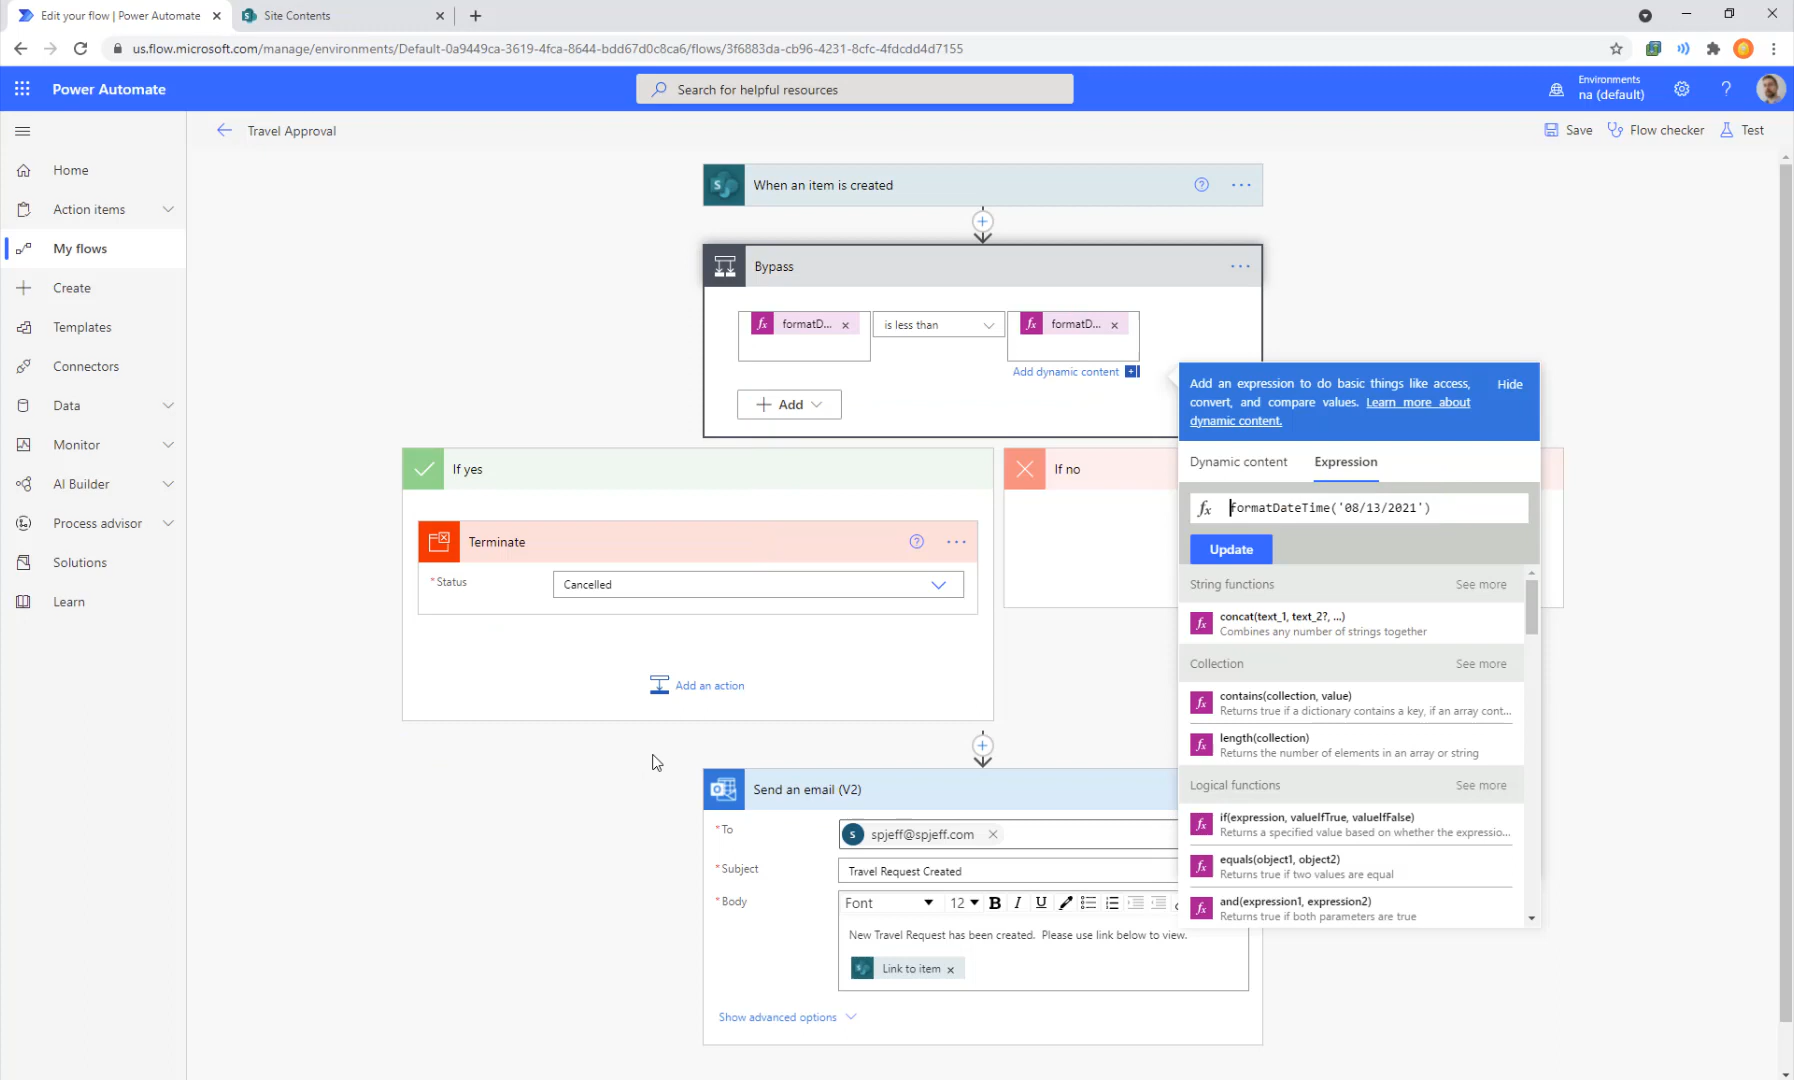 Edit your flow | Power Automate
Site Contents
us.flow.microsoft.com/manage/environments/Default-0a9449ca-3619-4fca-8644-bdd67d0c8ca6/flows/3f6883da-cb96-4231-8cfc-4fdcdd4d7155
Power Automate
Search for helpful resources
Environments
na (default)
Travel Approval
Save
Flow checker
Test
Home
Action items
My flows
Create
Templates
Connectors
Data
Monitor
AI Builder
Process advisor
Solutions
Learn
When an item is created
Bypass
fx formatD...
is less than
fx formatD...
Add dynamic content
Add
If yes
If no
Terminate
*Status
Cancelled
Add an action
Send an email (V2)
*To
S spjeff@spjeff.com
*Subject
Travel Request Created
*Body
Font
12
B I U
New Travel Request has been created.  Please use link below to view.
Link to item
Show advanced options
Add an expression to do basic things like access,
convert, and compare values. Learn more about
dynamic content.
Hide
Dynamic content
Expression
fx formatDateTime('08/13/2021')
Update
String functions
See more
fx concat(text_1, text_2?, ...)
Combines any number of strings together
Collection
See more
fx contains(collection, value)
Returns true if a dictionary contains a key, if an array cont...
fx length(collection)
Returns the number of elements in an array or string
Logical functions
See more
fx if(expression, valueIfTrue, valueIfFalse)
Returns a specified value based on whether the expressio...
fx equals(object1, object2)
Returns true if two values are equal
fx and(expression1, expression2)
Returns true if both parameters are true